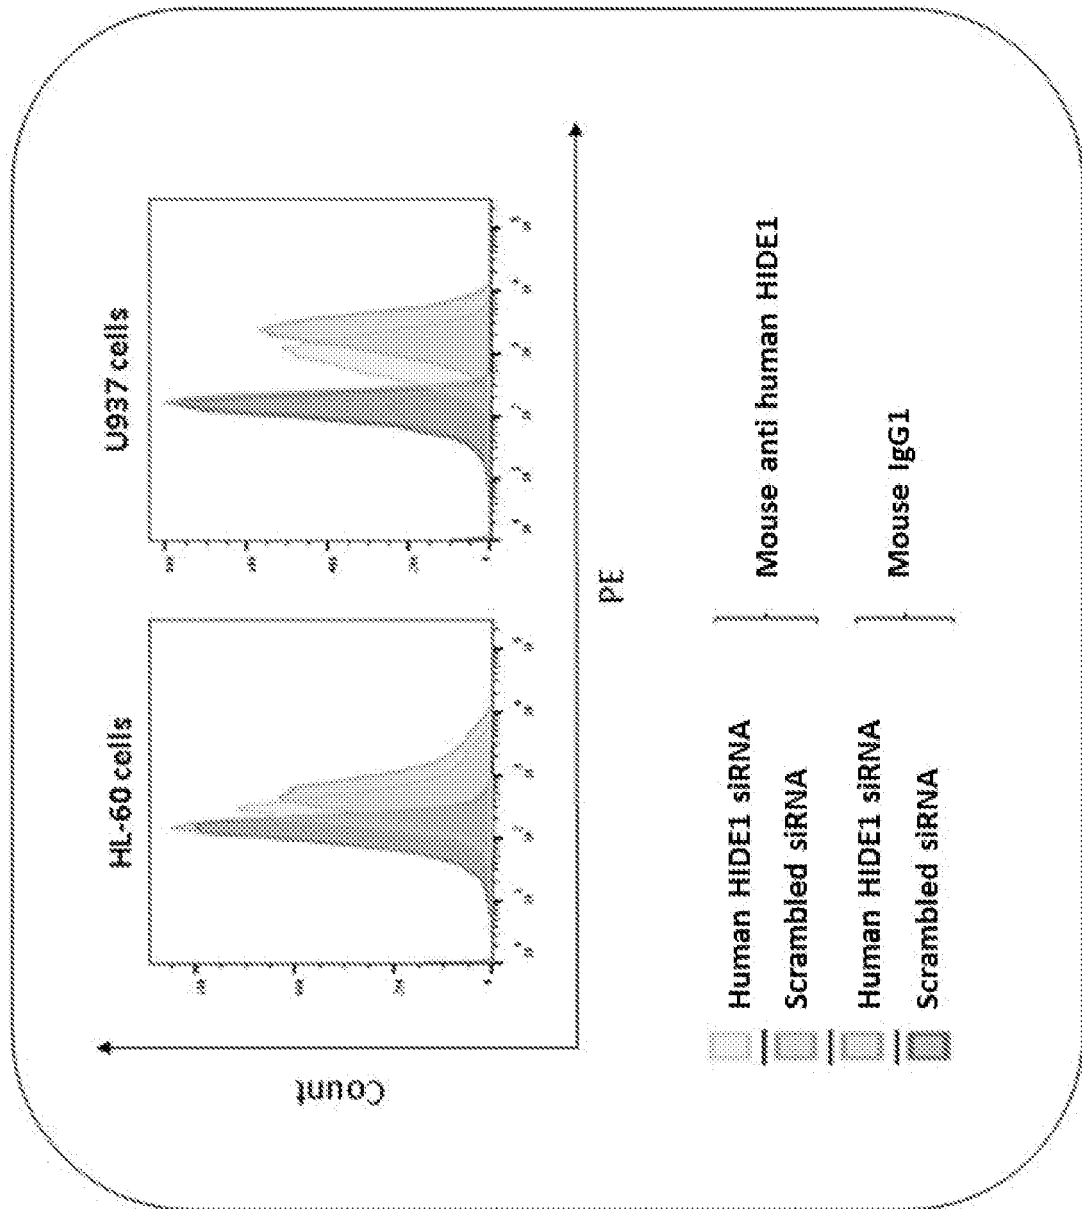 HL-60 cells
U937 cells
Count
PE
Human HIDE1 siRNA
Scrambled siRNA
Mouse anti human HIDE1
Human HIDE1 siRNA
Scrambled siRNA
Mouse IgG1